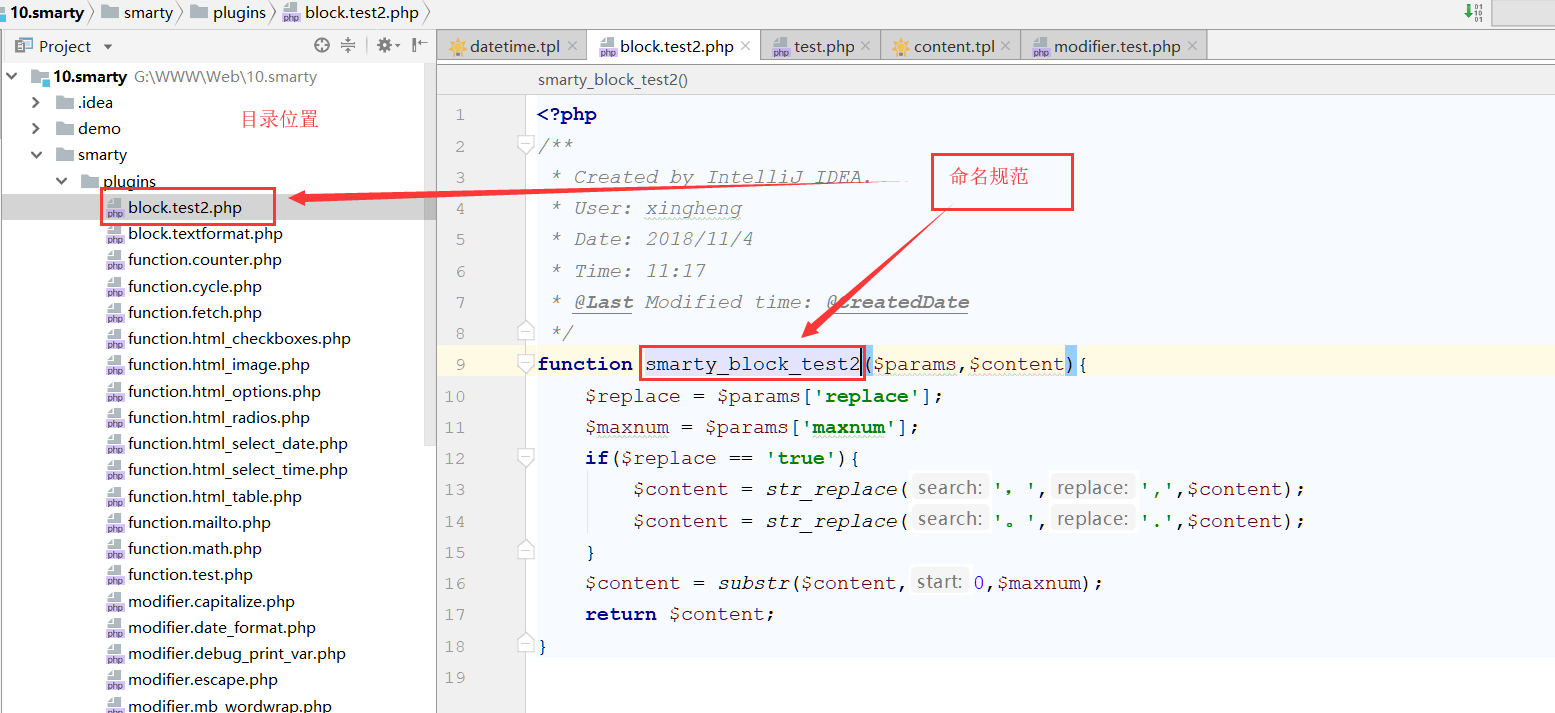 10.smarty smarty plugins block.test2.php
Project
datetime.tpl block.test2.php test.php content.tpl modifier.test.php
10.smarty G:\WWW\Web\10.smarty
.idea
demo
smarty
plugins
block.test2.php
block.textformat.php
function.counter.php
function.cycle.php
function.fetch.php
function.html_checkboxes.php
function.html_image.php
function.html_options.php
function.html_radios.php
function.html_select_date.php
function.html_select_time.php
function.html_table.php
function.mailto.php
function.math.php
function.test.php
modifier.capitalize.php
modifier.date_format.php
modifier.debug_print_var.php
modifier.escape.php
modifier.mb_wordwrap.php
目录位置
命名规范
smarty_block_test2()
1 <?php
2 /**
3 * Created by IntelliJ IDEA.
4 * User: xingheng
5 * Date: 2018/11/4
6 * Time: 11:17
7 * @Last Modified time: @CreatedDate
8 */
9 function smarty_block_test2($params,$content){
10 $replace = $params['replace'];
11 $maxnum = $params['maxnum'];
12 if($replace == 'true'){
13 $content = str_replace( search: '，', replace: ',',$content);
14 $content = str_replace( search: '。', replace: '.',$content);
15 }
16 $content = substr($content, start: 0,$maxnum);
17 return $content;
18 }
19